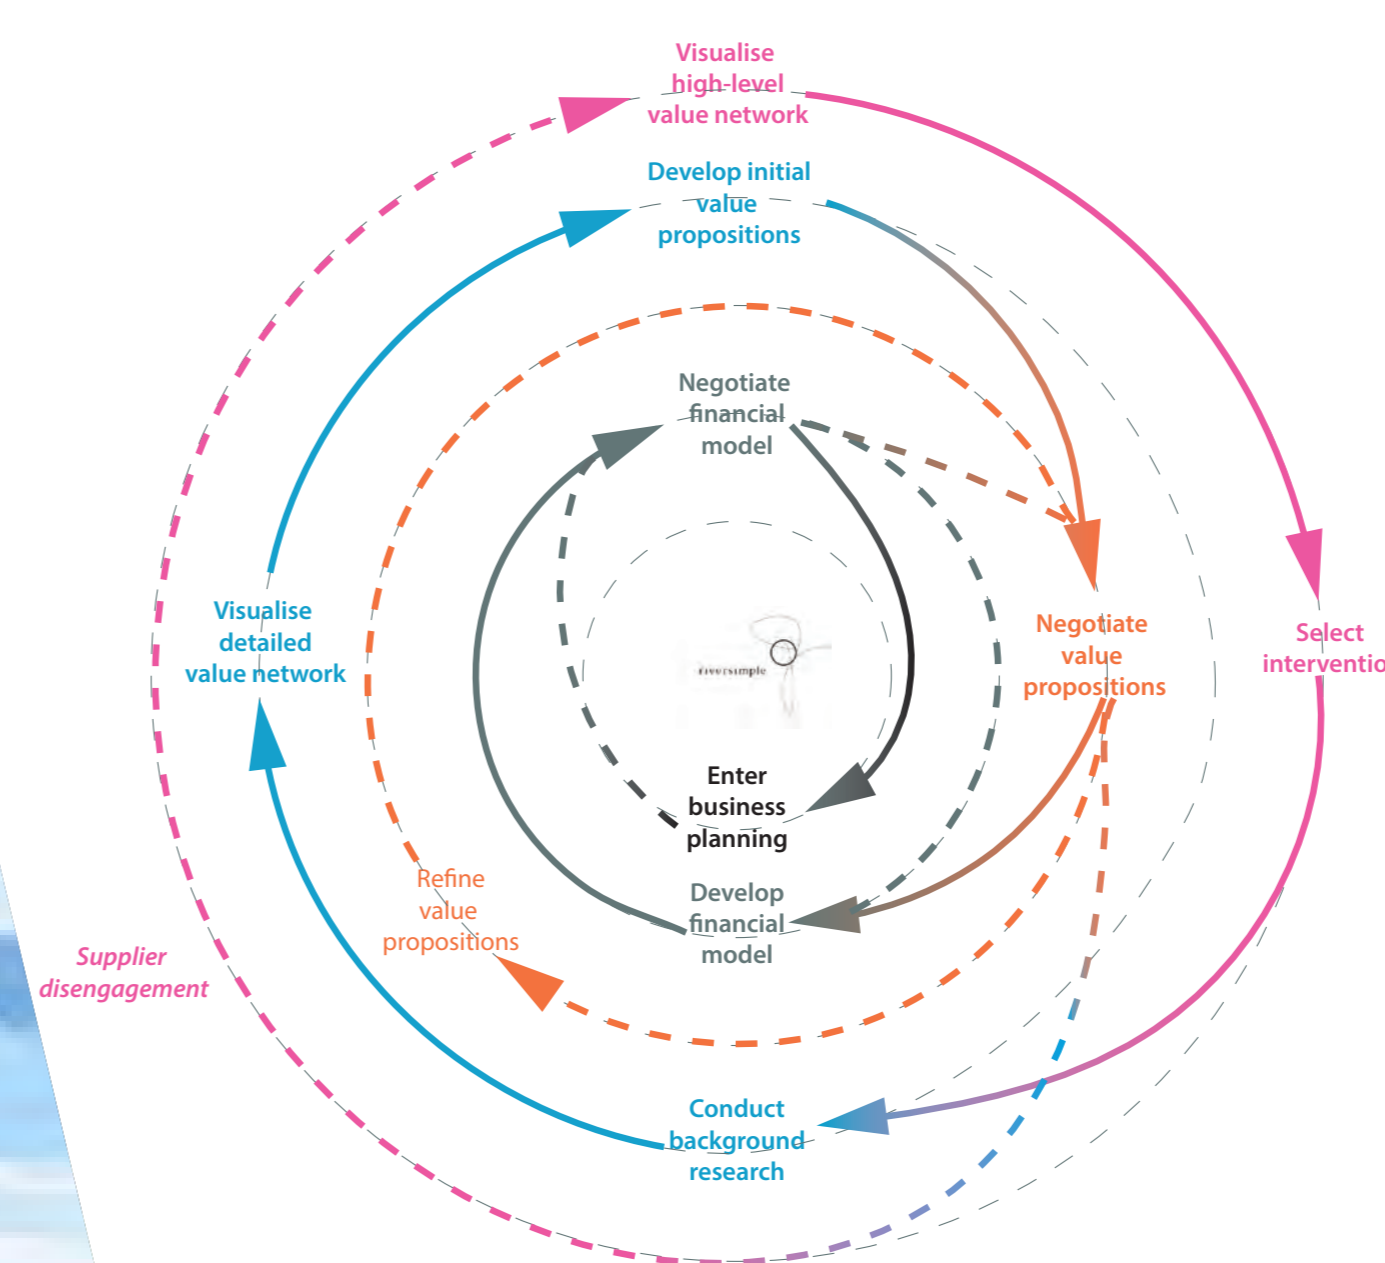 Visualise
high-level
value network
Develop initial
value
propositions
Negotiate
financial
model
Negotiate
value
propositions
Select
interventio
Visualise
detailed
value network
riversimple
Enter
business
planning
Refine
value
propositions
Develop
financial
model
Supplier
disengagement
Conduct
background
research